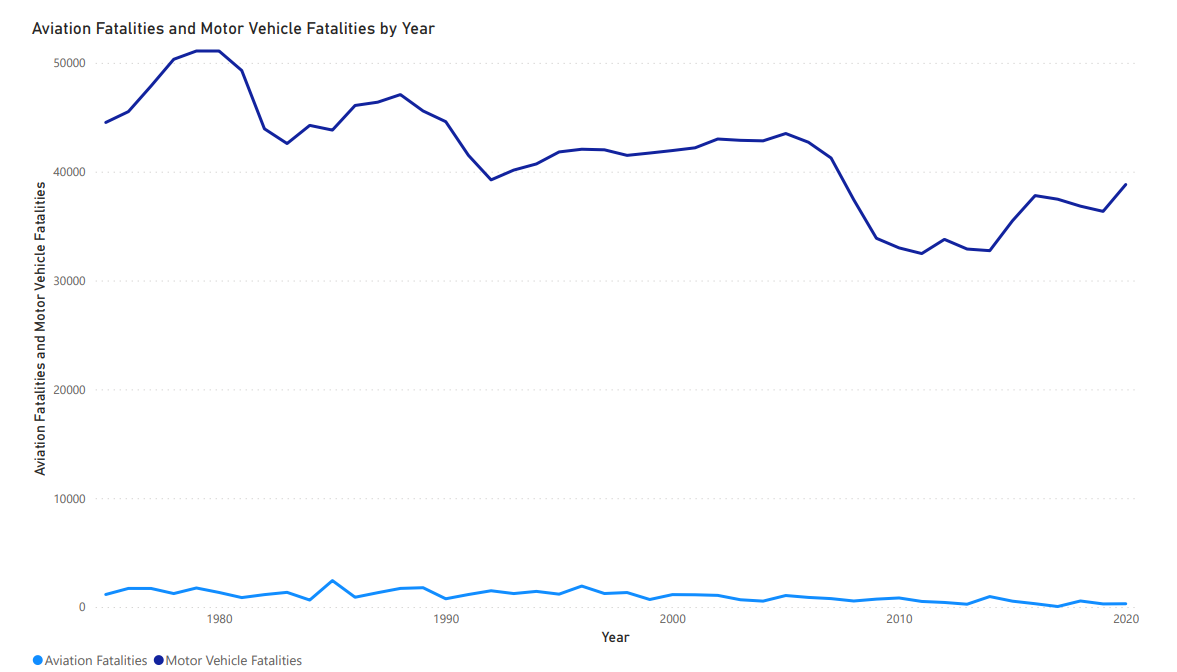 Aviation Fatalities and Motor Vehicle Fatalities by Year
Aviation Fatalities and Motor Vehicle Fatalities
50000
40000
30000
20000
10000
0
1980 1990 2000 2010 2020
Year
Aviation Fatalities Motor Vehicle Fatalities